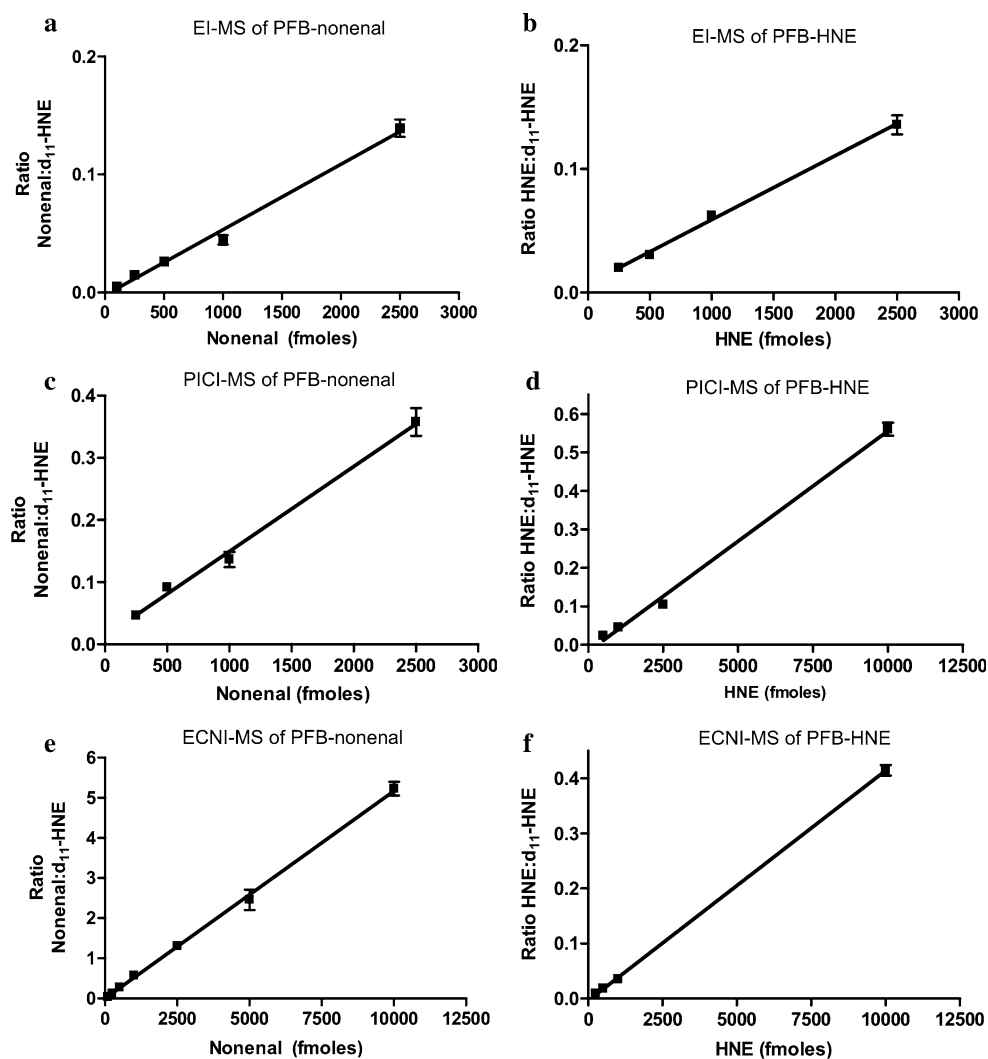 a
EI-MS of PFB-nonenal
Ratio
Nonenal:d11-HNE
0.2
0.1
0.0
0 500 1000 1500 2000 2500 3000
Nonenal (fmoles)
b
EI-MS of PFB-HNE
Ratio HNE:d11-HNE
0.2
0.1
0.0
0 500 1000 1500 2000 2500 3000
HNE (fmoles)
c
PICI-MS of PFB-nonenal
Ratio
Nonenal:d11-HNE
0.4
0.3
0.2
0.1
0.0
0 500 1000 1500 2000 2500 3000
Nonenal (fmoles)
d
PICI-MS of PFB-HNE
Ratio HNE:d11-HNE
0.6
0.5
0.4
0.3
0.2
0.1
0.0
0 2500 5000 7500 10000 12500
HNE (fmoles)
e
ECNI-MS of PFB-nonenal
Ratio
Nonenal:d11-HNE
6
5
4
3
2
1
0
0 2500 5000 7500 10000 12500
Nonenal (fmoles)
f
ECNI-MS of PFB-HNE
Ratio HNE:d11-HNE
0.4
0.3
0.2
0.1
0.0
0 2500 5000 7500 10000 12500
HNE (fmoles)